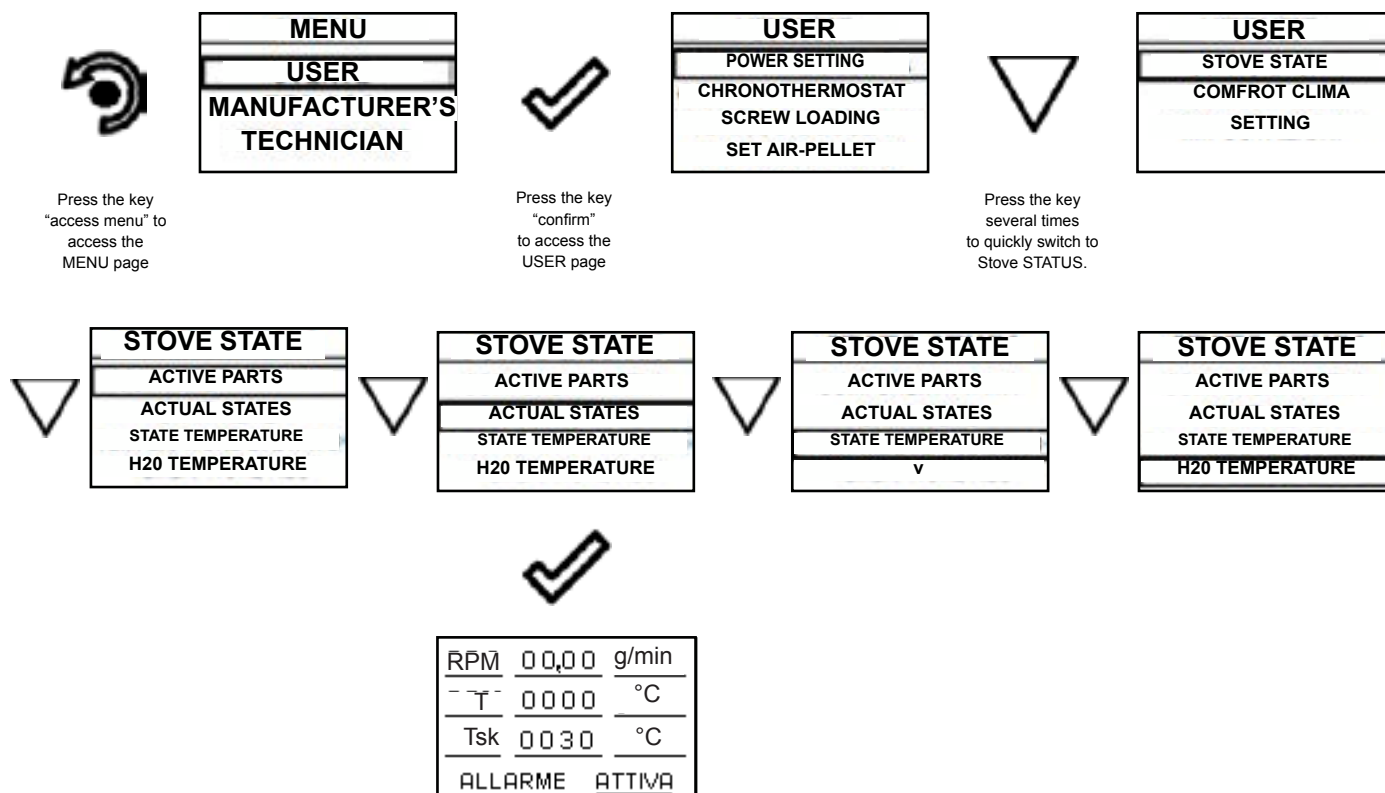 MENU
USER
MANUFACTURER'S
TECHNICIAN
Press the key
“access menu” to
access the
MENU page
USER
POWER SETTING
CHRONOTHERMOSTAT
SCREW LOADING
SET AIR-PELLET
Press the key
“confirm”
to access the
USER page
USER
STOVE STATE
COMFROT CLIMA
SETTING
Press the key
several times
to quickly switch to
Stove STATUS.
STOVE STATE
ACTIVE PARTS
ACTUAL STATES
STATE TEMPERATURE
H20 TEMPERATURE
STOVE STATE
ACTIVE PARTS
ACTUAL STATES
STATE TEMPERATURE
H20 TEMPERATURE
STOVE STATE
ACTIVE PARTS
ACTUAL STATES
STATE TEMPERATURE
v
STOVE STATE
ACTIVE PARTS
ACTUAL STATES
STATE TEMPERATURE
H20 TEMPERATURE
RPM 00,00 g/min
T 0000 °C
Tsk 0030 °C
ALLARME ATTIVA